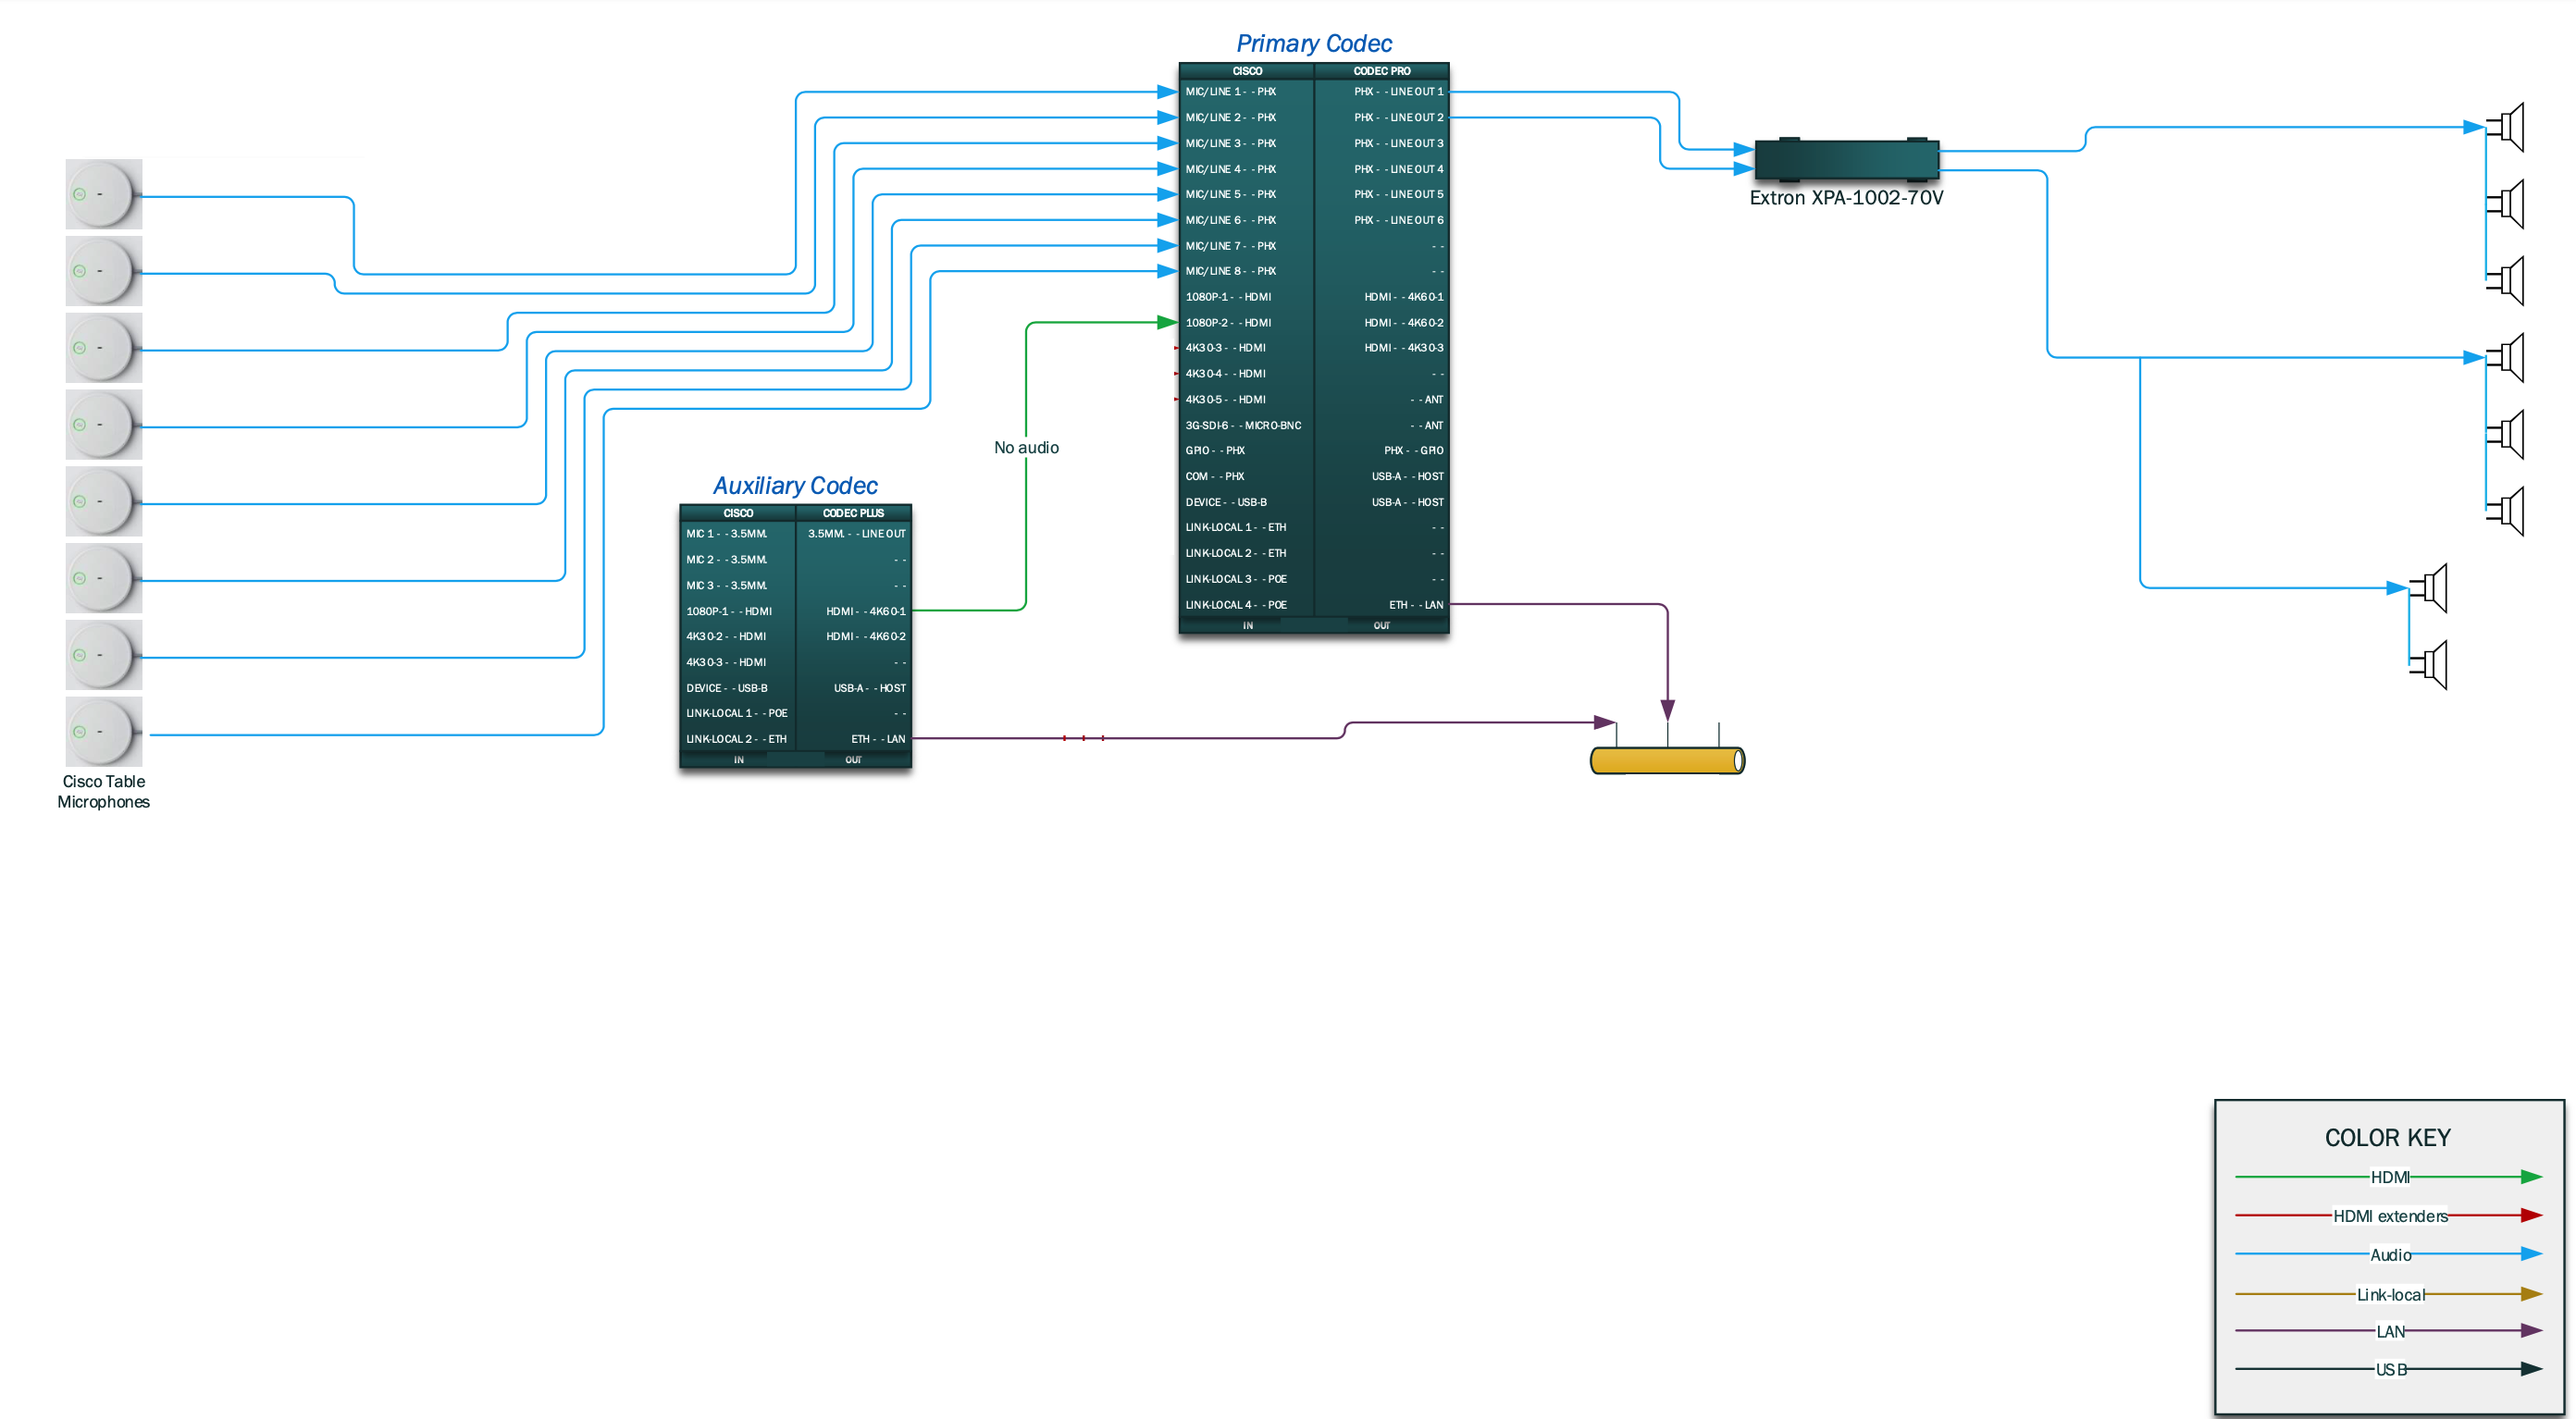 Primary Codec
CISCO CODEC PRO
MIC/LINE 1 - - PHX PHX - - LINE OUT 1
MIC/LINE 2 - - PHX PHX - - LINE OUT 2
MIC/LINE 3 - - PHX PHX - - LINE OUT 3
MIC/LINE 4 - - PHX PHX - - LINE OUT 4
MIC/LINE 5 - - PHX PHX - - LINE OUT 5
MIC/LINE 6 - - PHX PHX - - LINE OUT 6
MIC/LINE 7 - - PHX - -
MIC/LINE 8 - - PHX - -
1080P-1 - - HDMI HDMI - - 4K60-1
1080P-2 - - HDMI HDMI - - 4K60-2
4K30-3 - - HDMI HDMI - - 4K30-3
4K30-4 - - HDMI - -
4K30-5 - - HDMI - - ANT
3G-SDI-6 - - MICRO-BNC - - ANT
GPIO - - PHX PHX - - GPIO
COM - - PHX USB-A - - HOST
DEVICE - - USB-B USB-A - - HOST
LINK-LOCAL 1 - - ETH - -
LINK-LOCAL 2 - - ETH - -
LINK-LOCAL 3 - - POE - -
LINK-LOCAL 4 - - POE ETH - - LAN
IN OUT
Extron XPA-1002-70V
No audio
Auxiliary Codec
CISCO CODEC PLUS
MIC 1 - - 3.5MM. 3.5MM. - - LINE OUT
MIC 2 - - 3.5MM. - -
MIC 3 - - 3.5MM. - -
1080P-1 - - HDMI HDMI - - 4K60-1
4K30-2 - - HDMI HDMI - - 4K60-2
4K30-3 - - HDMI - -
DEVICE - - USB-B USB-A - - HOST
LINK-LOCAL 1 - - POE - -
LINK-LOCAL 2 - - ETH ETH - - LAN
IN OUT
Cisco Table
Microphones
COLOR KEY
HDMI
HDMI extenders
Audio
Link-local
LAN
USB